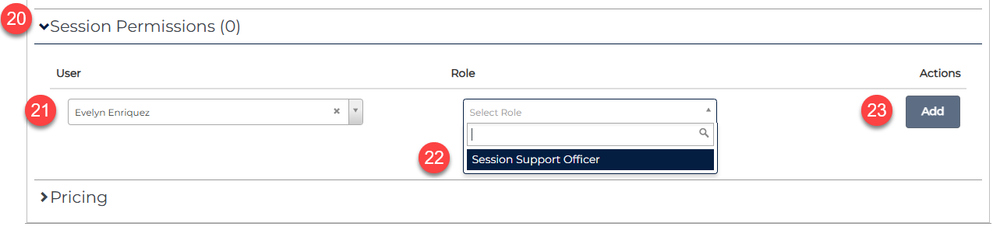 20 Session Permissions (0)
User Role Actions
21 Evelyn Enriquez × Select Role 23 Add
22 Session Support Officer
Pricing